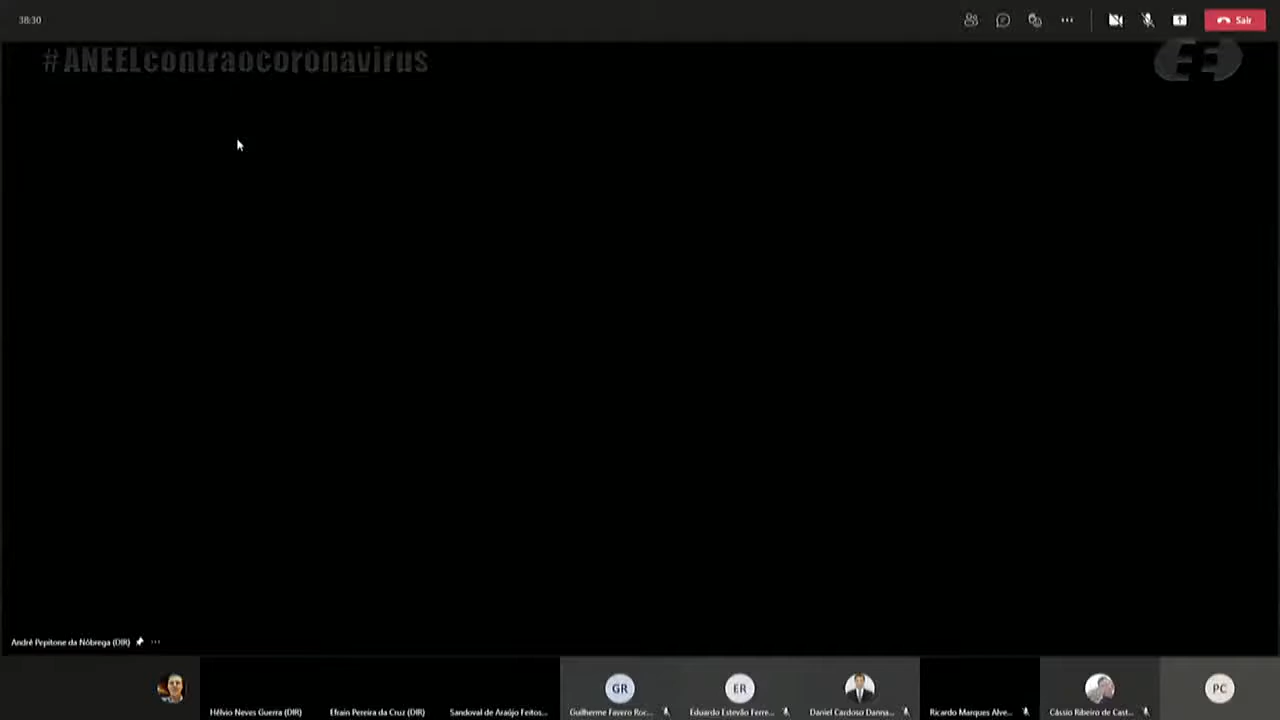 38:30
Sair
#ANEELcontraocoronavirus
André Pepitone da Nóbrega (DIR)
GR
ER
PC
Hélvio Neves Guerra (DIR)
Efrain Pereira da Cruz (DIR)
Sandoval de Araújo Feitos...
Guilherme Favero Roc...
Eduardo Estevão Ferre...
Daniel Cardoso Danna...
Ricardo Marques Alve...
Cássio Ribeiro de Cast...